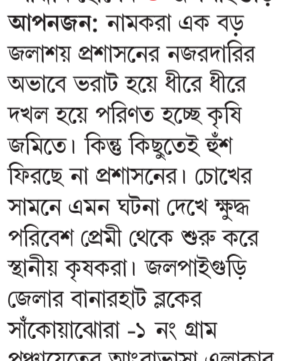 আপনজন: নামকরা এক বড়
জলাশয় প্রশাসনের নজরদারির
অভাবে ভরাট হয়ে ধীরে ধীরে
দখল হয়ে পরিণত হচ্ছে কৃষি
জমিতে। কিন্তু কিছুতেই হুঁশ
ফিরছে না প্রশাসনের। চোখের
সামনে এমন ঘটনা দেখে ক্ষুব্ধ
পরিবেশ প্রেমী থেকে শুরু করে
স্থানীয় কৃষকরা। জলপাইগুড়ি
জেলার বানারহাট ব্লকের
সাঁকোয়াঝোরা -১ নং গ্রাম